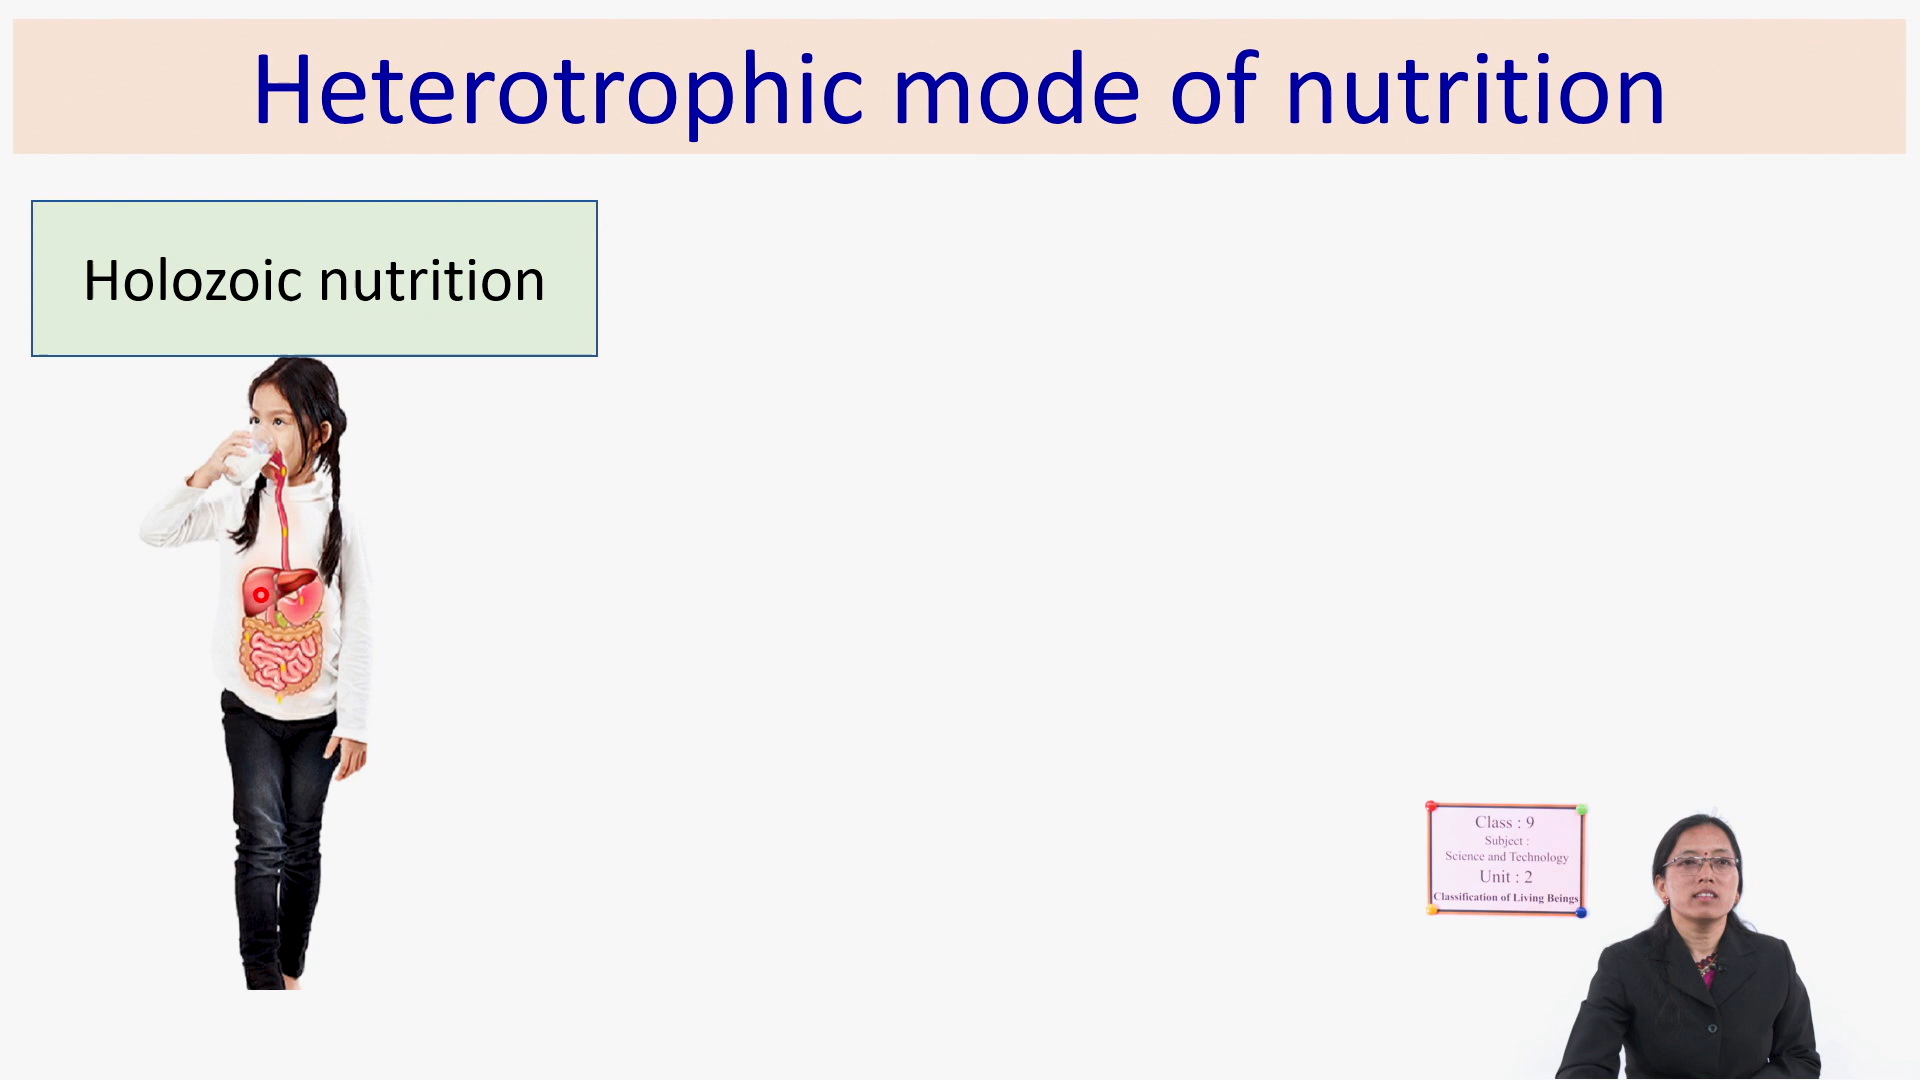 Heterotrophic mode of nutrition
Holozoic nutrition
Class : 9
Subject :
Science and Technology
Unit : 2
Classification of Living Beings